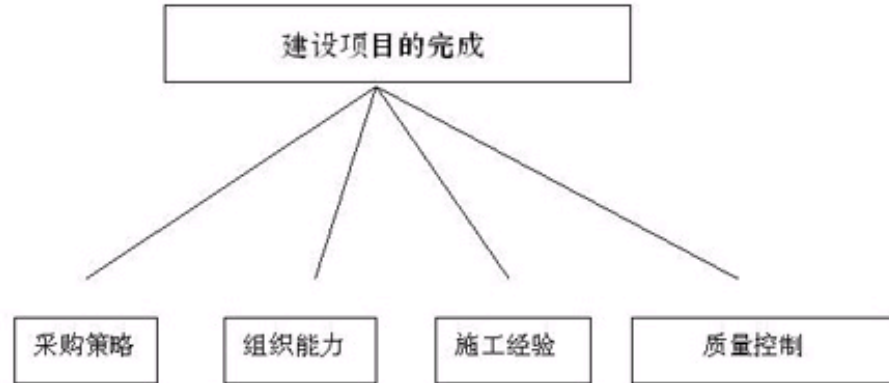 建设项目的完成
采购策略
组织能力
施工经验
质量控制